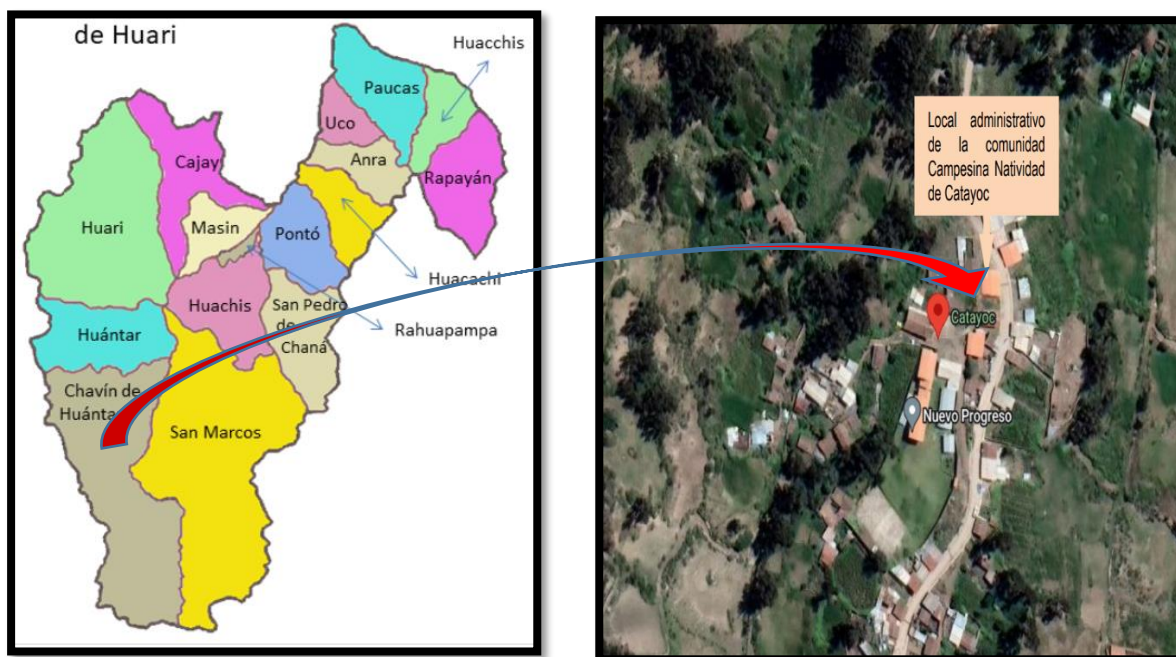 de Huari
Huacchis
Paucas
Uco
Cajay
Anra
Rapayán
Huari
Masin
Pontó
Huacachi
Huachis
San Pedro
de
Chaná
Rahuapampa
Huántar
Chavín de
Huánta
San Marcos
Local administrativo
de la comunidad
Campesina Natividad
de Catayoc
Catayoc
Nuevo Progreso